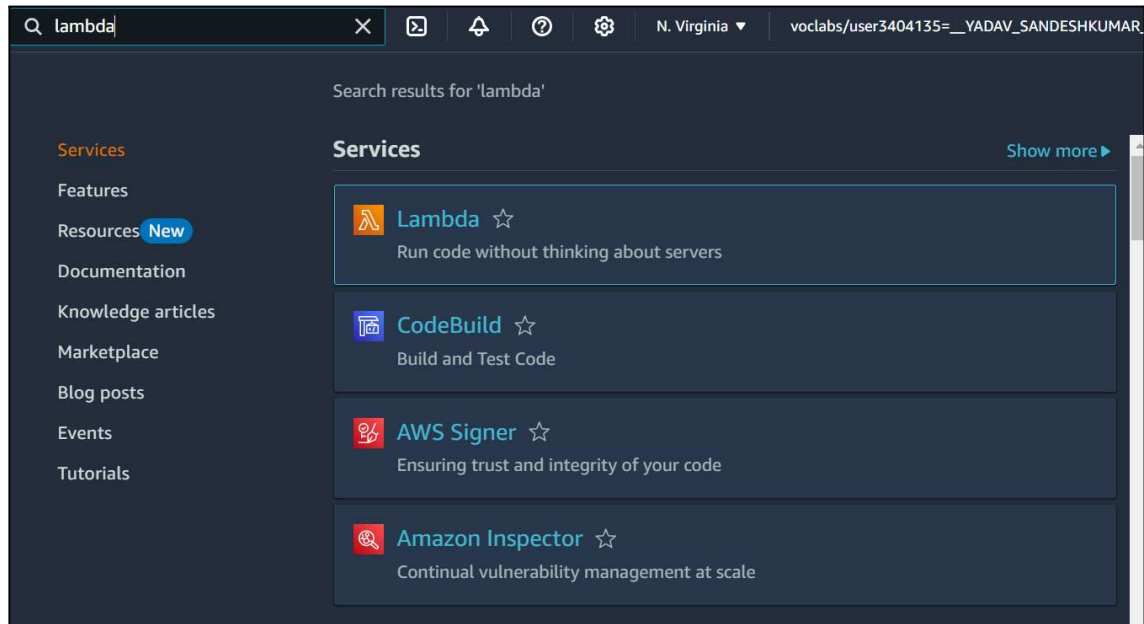 lambda
N. Virginia ▼
voclabs/user3404135=__YADAV_SANDESHKUMAR_
Search results for 'lambda'
Services
Features
Resources New
Documentation
Knowledge articles
Marketplace
Blog posts
Events
Tutorials
Services
Show more ▶
Lambda
Run code without thinking about servers
CodeBuild
Build and Test Code
AWS Signer
Ensuring trust and integrity of your code
Amazon Inspector
Continual vulnerability management at scale